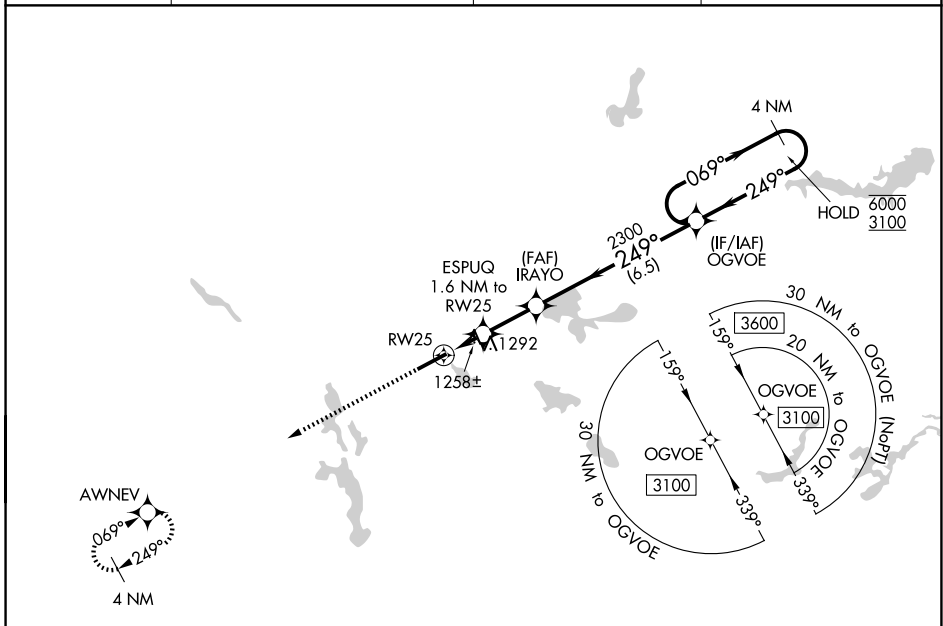 4 NM
069°
249°
HOLD
6000
3100
(IF/IAF)
OGVOE
2300
249°
(6.5)
(FAF)
IRAYO
ESPUQ
1.6 NM to
RW25
RW25
1292
1258±
30 NM to OGVOE (NoPT)
159°
3600
20 NM to OGVOE
OGVOE
3100
339°
159°
OGVOE
3100
339°
30 NM to OGVOE
AWNEV
069°
249°
4 NM